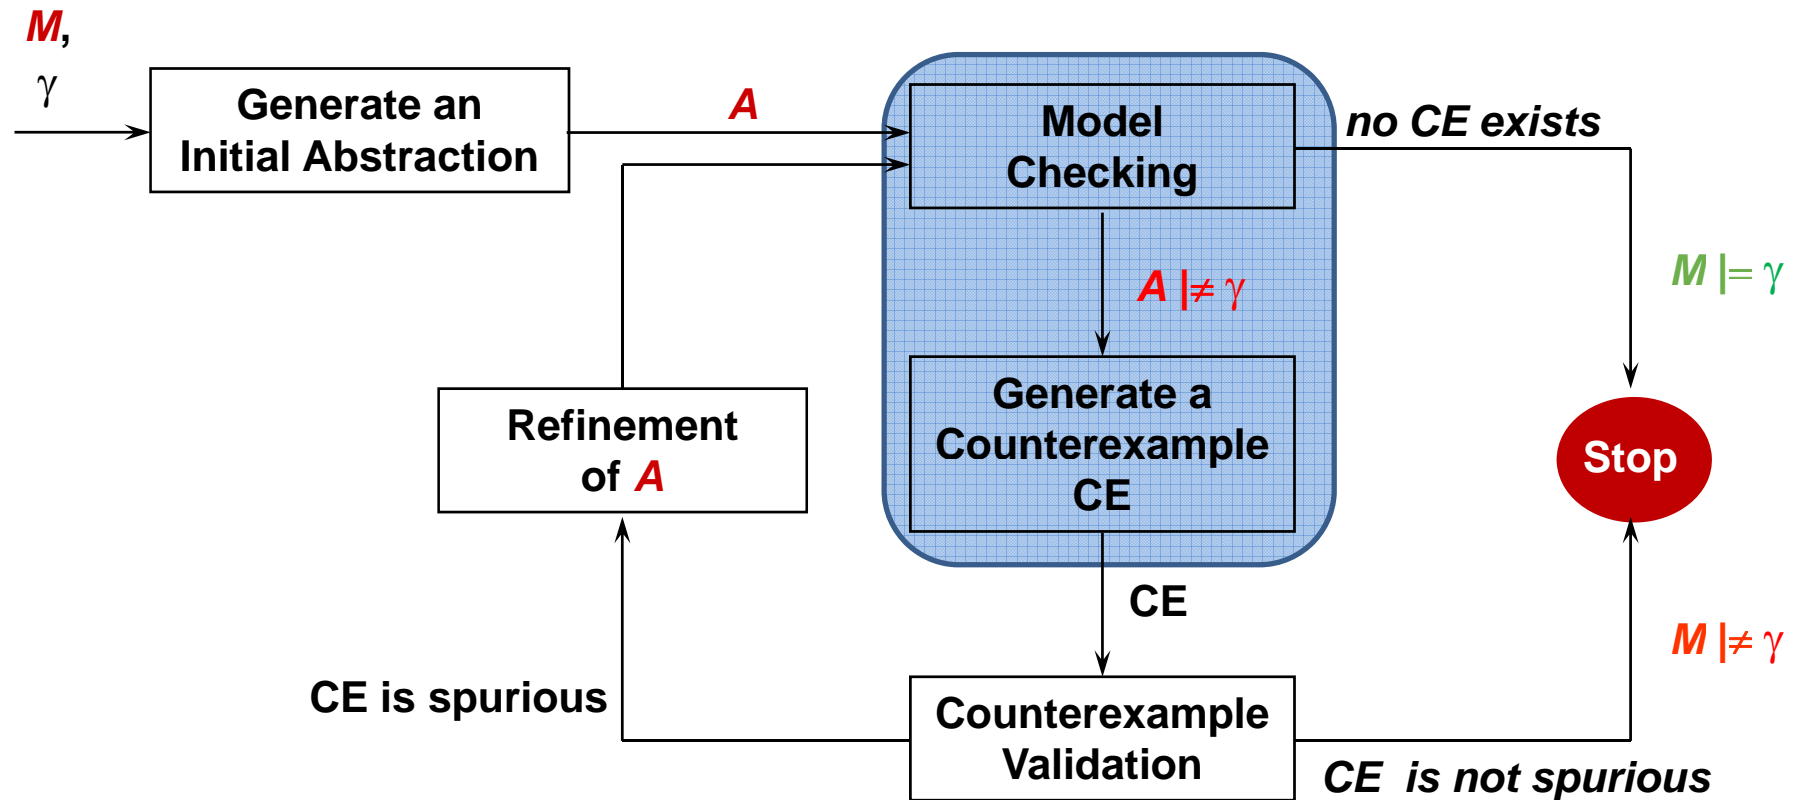 M,
γ
Generate an
Initial Abstraction
A
Model
Checking
no CE exists
A |≠ γ
M |= γ
Generate a
Counterexample
CE
Refinement
of A
Stop
CE
M |≠ γ
CE is spurious
Counterexample
Validation
CE is not spurious